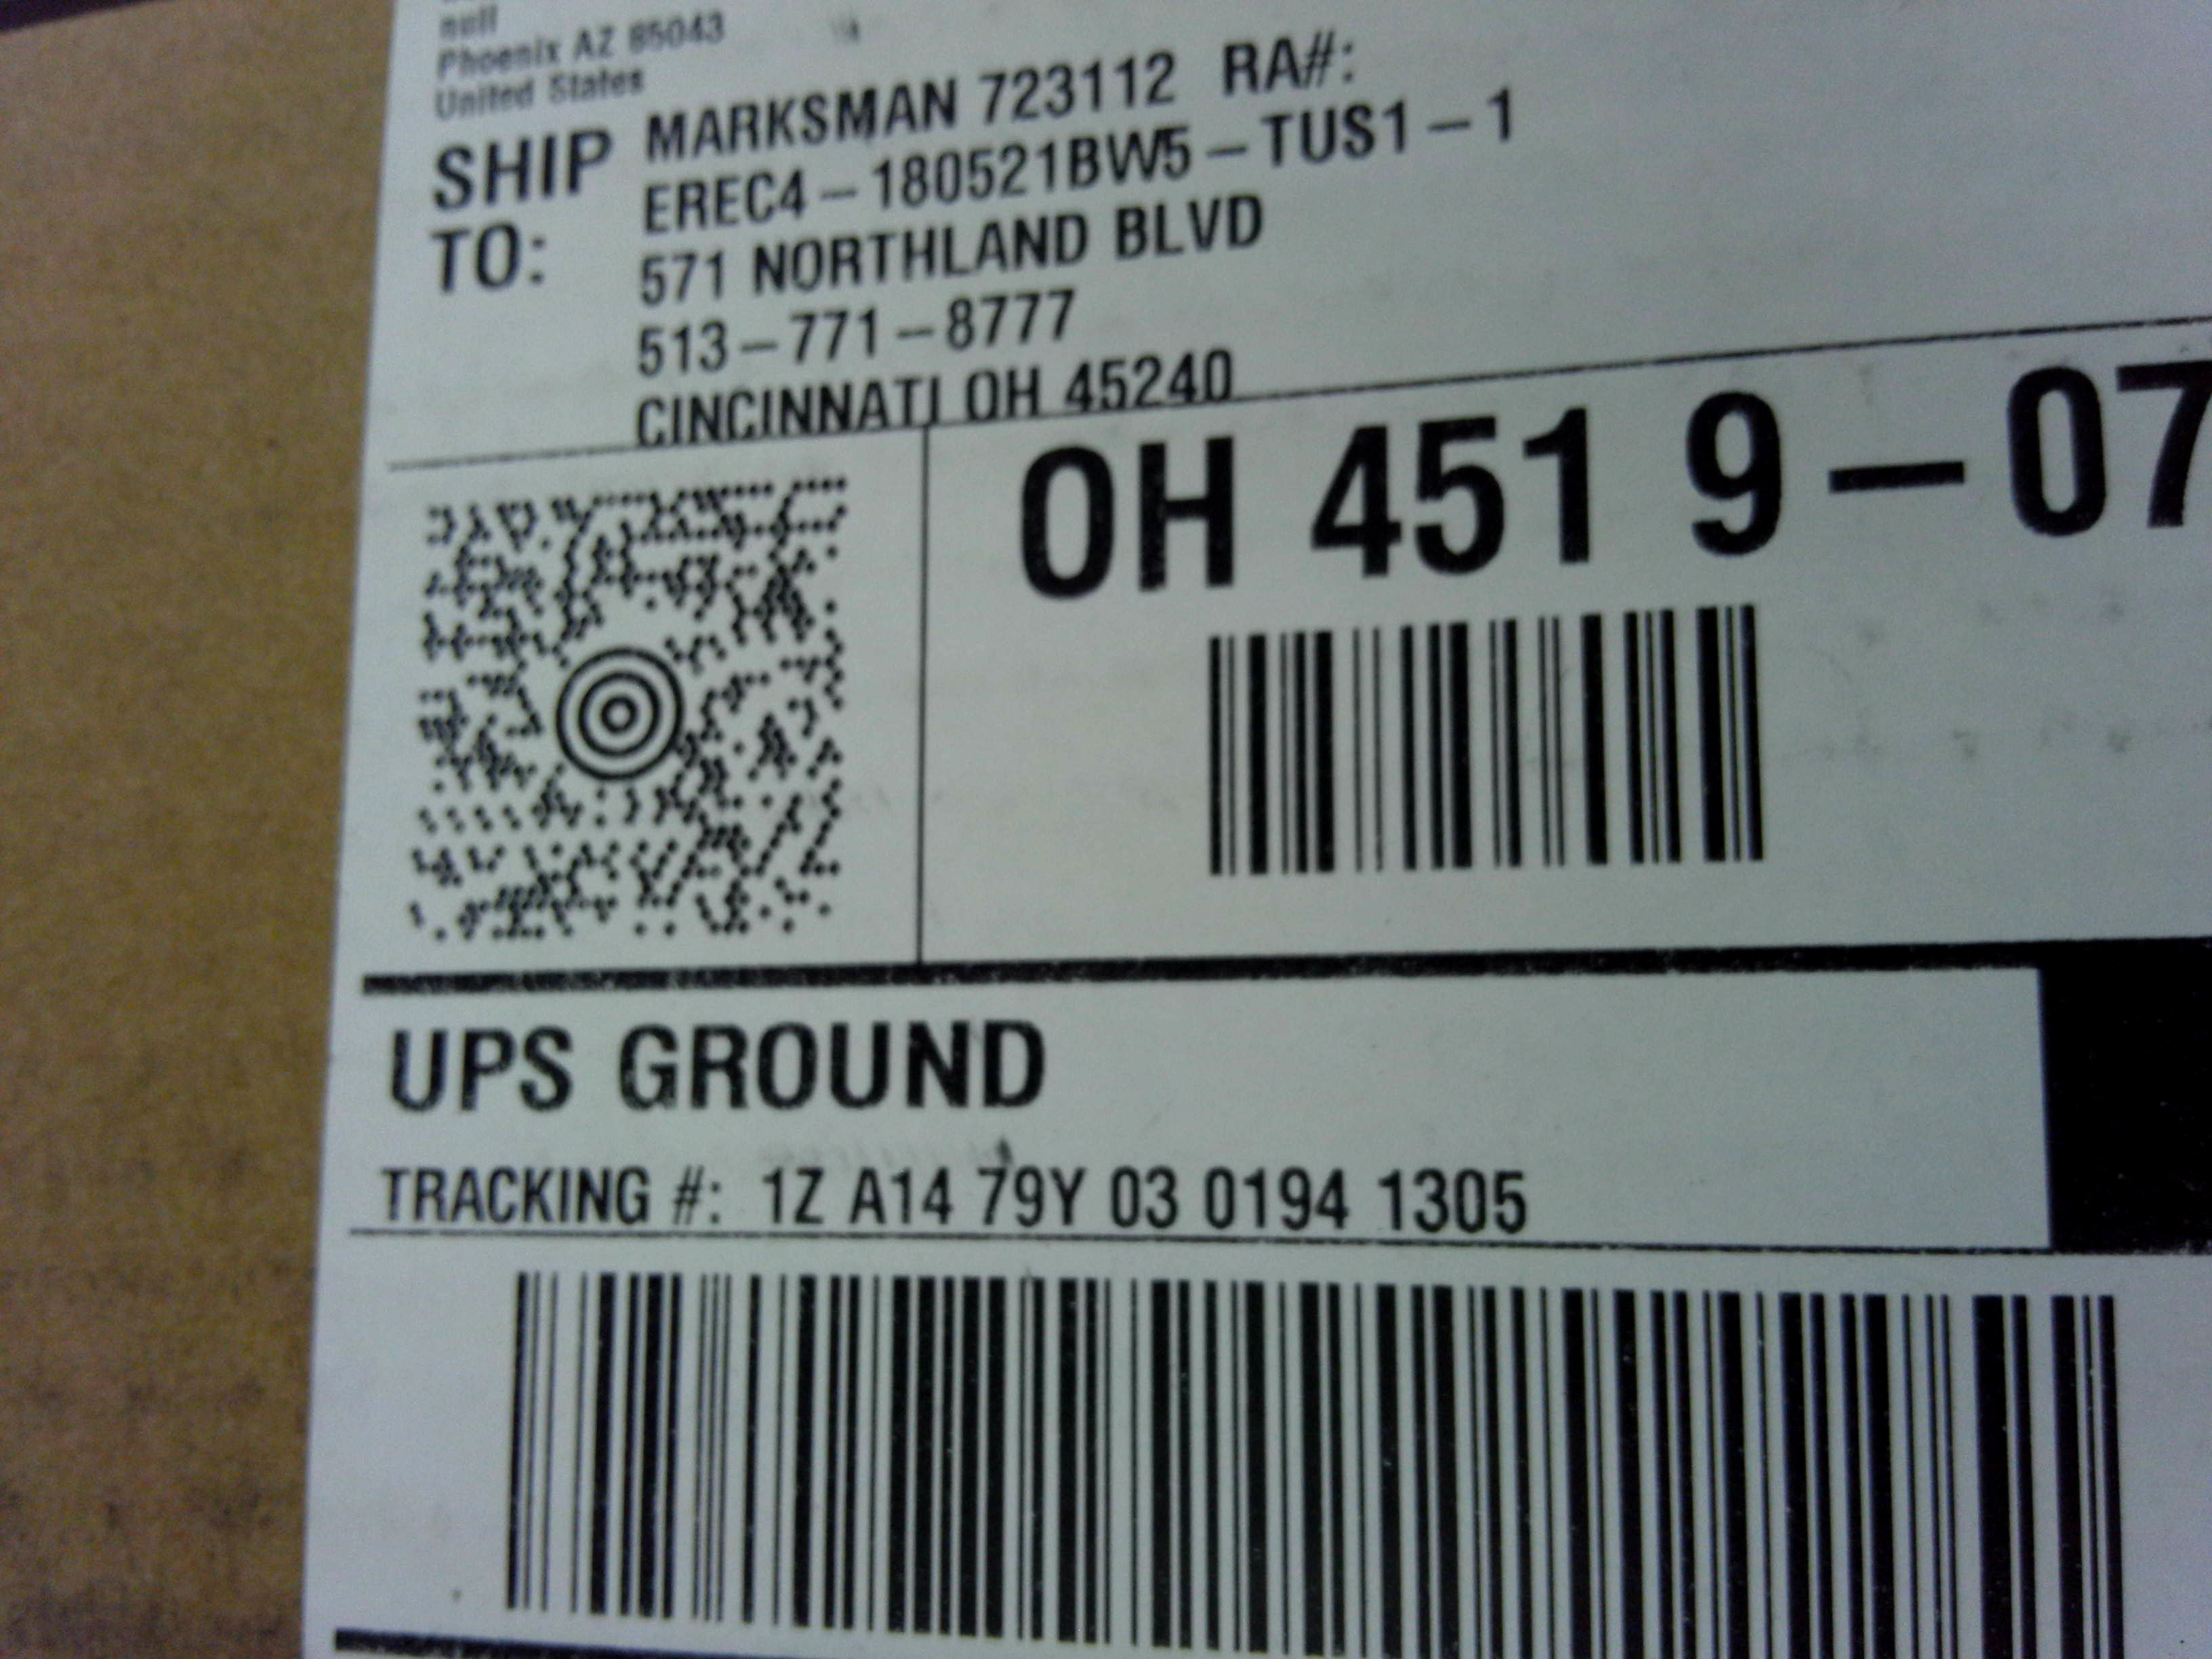 null
Phoenix AZ 85043
United States
SHIP TO:
MARKSMAN 723112 RA#:
EREC4-180521BW5-TUS1-1
571 NORTHLAND BLVD
513-771-8777
CINCINNATI OH 45240
OH 451 9-07
UPS GROUND
TRACKING #: 1Z A14 79Y 03 0194 1305